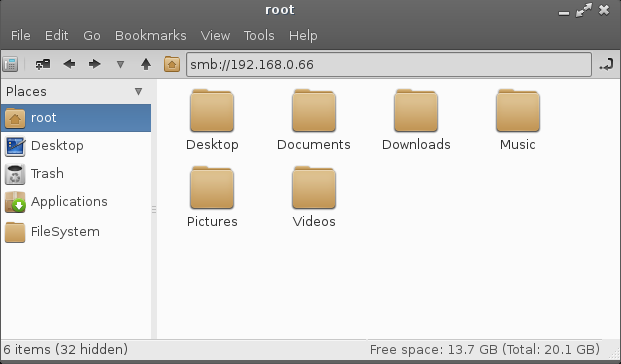 root
File Edit Go Bookmarks View Tools Help
smb://192.168.0.66
Places
root
Desktop
Trash
Applications
FileSystem
Desktop Documents Downloads Music
Pictures Videos
6 items (32 hidden) Free space: 13.7 GB (Total: 20.1 GB)